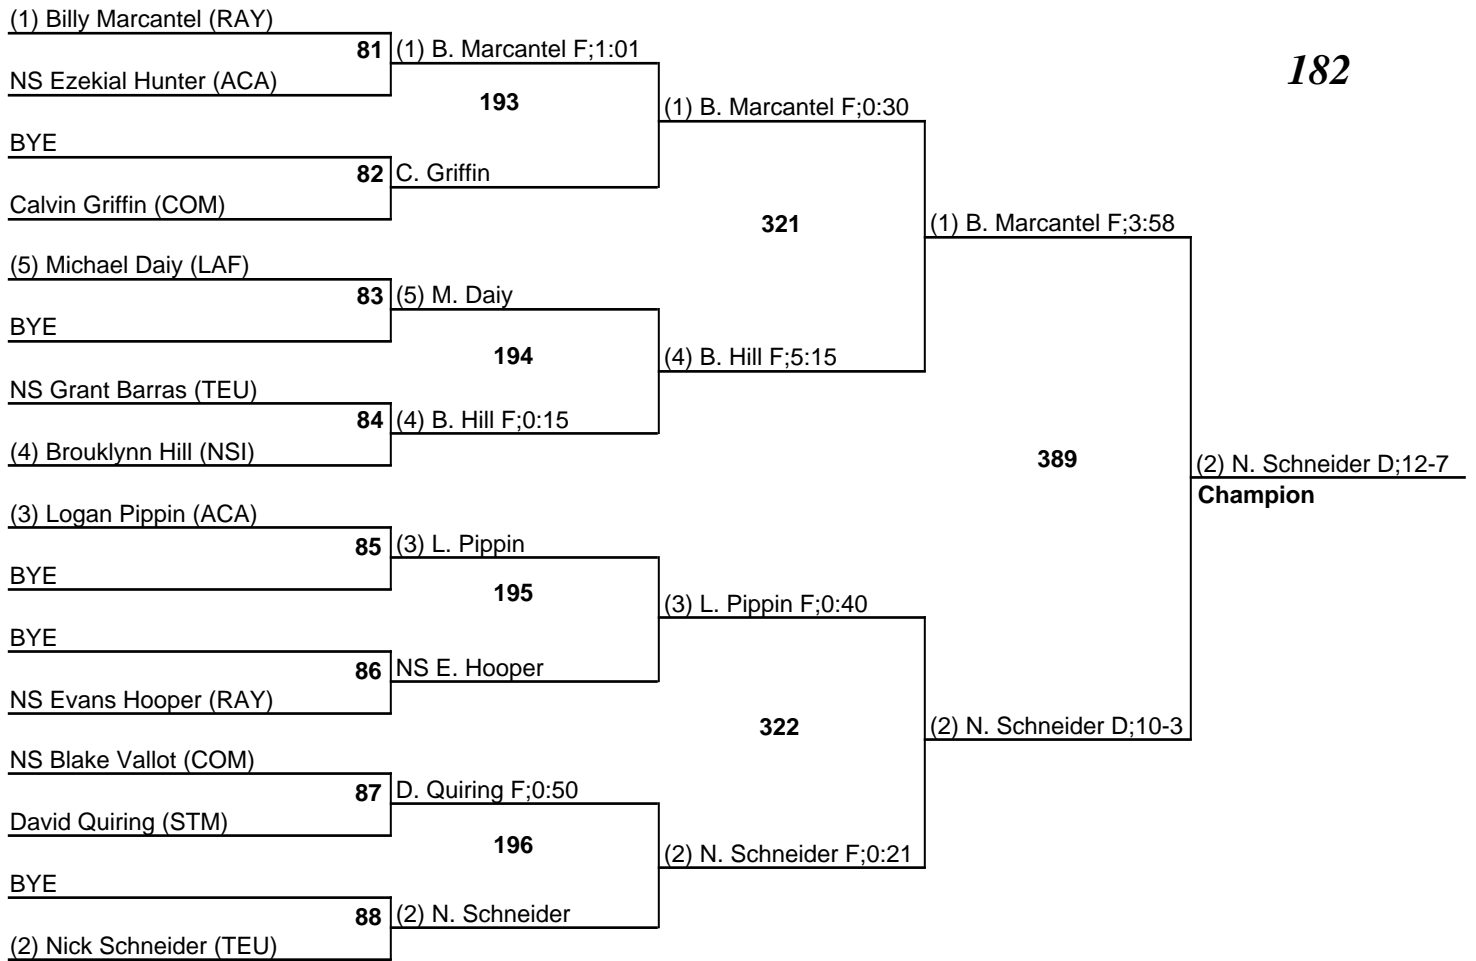 (1) Billy Marcantel (RAY)
81
(1) B. Marcantel F;1:01
182
NS Ezekial Hunter (ACA)
193
(1) B. Marcantel F;0:30
BYE
82
C. Griffin
Calvin Griffin (COM)
321
(1) B. Marcantel F;3:58
(5) Michael Daiy (LAF)
83
(5) M. Daiy
BYE
194
(4) B. Hill F;5:15
NS Grant Barras (TEU)
84
(4) B. Hill F;0:15
(4) Brouklynn Hill (NSI)
389
(2) N. Schneider D;12-7
Champion
(3) Logan Pippin (ACA)
85
(3) L. Pippin
BYE
195
(3) L. Pippin F;0:40
BYE
86
NS E. Hooper
NS Evans Hooper (RAY)
322
(2) N. Schneider D;10-3
NS Blake Vallot (COM)
87
D. Quiring F;0:50
David Quiring (STM)
196
(2) N. Schneider F;0:21
BYE
88
(2) N. Schneider
(2) Nick Schneider (TEU)